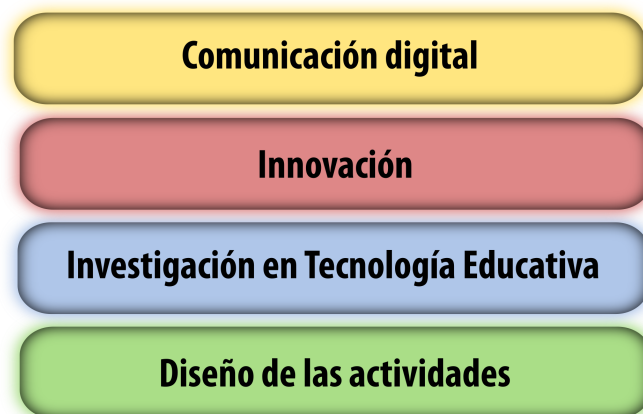 Comunicación digital
Innovación
Investigación en Tecnología Educativa
Diseño de las actividades